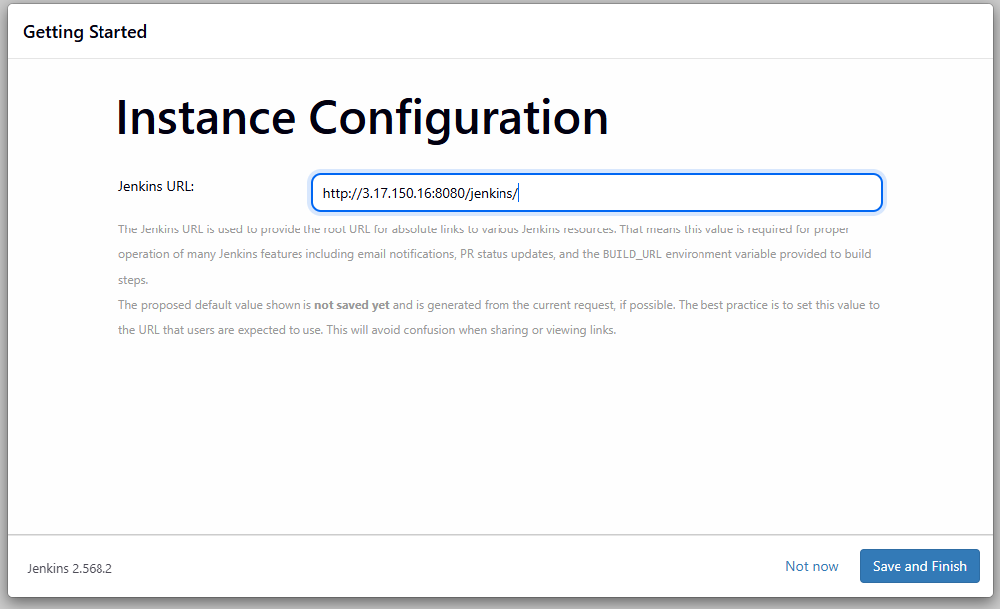 Getting Started
Instance Configuration
Jenkins URL:
http://3.17.150.16:8080/jenkins/
The Jenkins URL is used to provide the root URL for absolute links to various Jenkins resources. That means this value is required for proper
operation of many Jenkins features including email notifications, PR status updates, and the BUILD_URL environment variable provided to build
steps.
The proposed default value shown is not saved yet and is generated from the current request, if possible. The best practice is to set this value to
the URL that users are expected to use. This will avoid confusion when sharing or viewing links.
Jenkins 2.568.2
Not now
Save and Finish